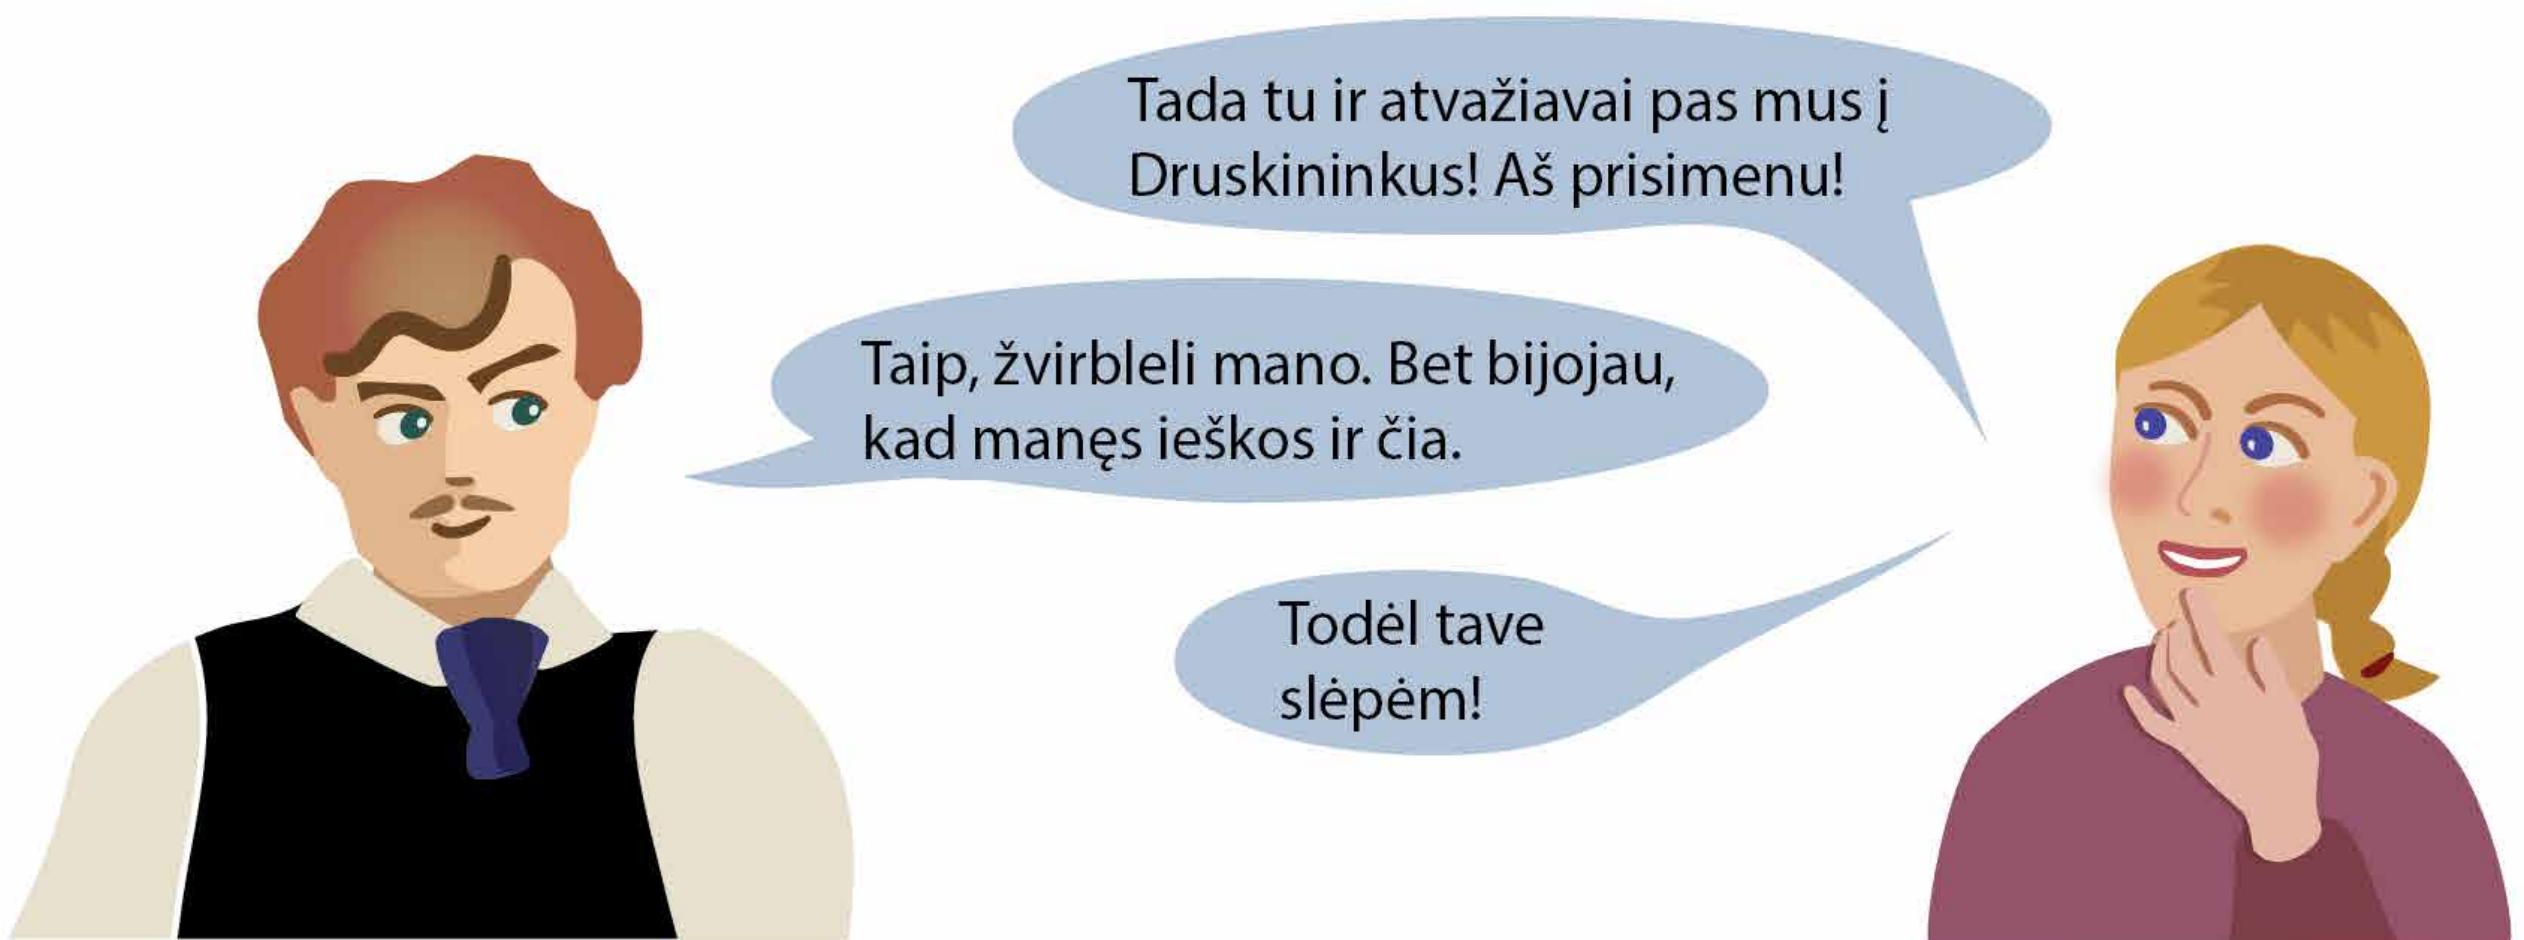 Tada tu ir atvažiavai pas mus į
Druskininkus! Aš prisimenu!
Taip, žvirbleli mano. Bet bijojau,
kad manęs ieškos ir čia.
Todėl tave
slėpėm!